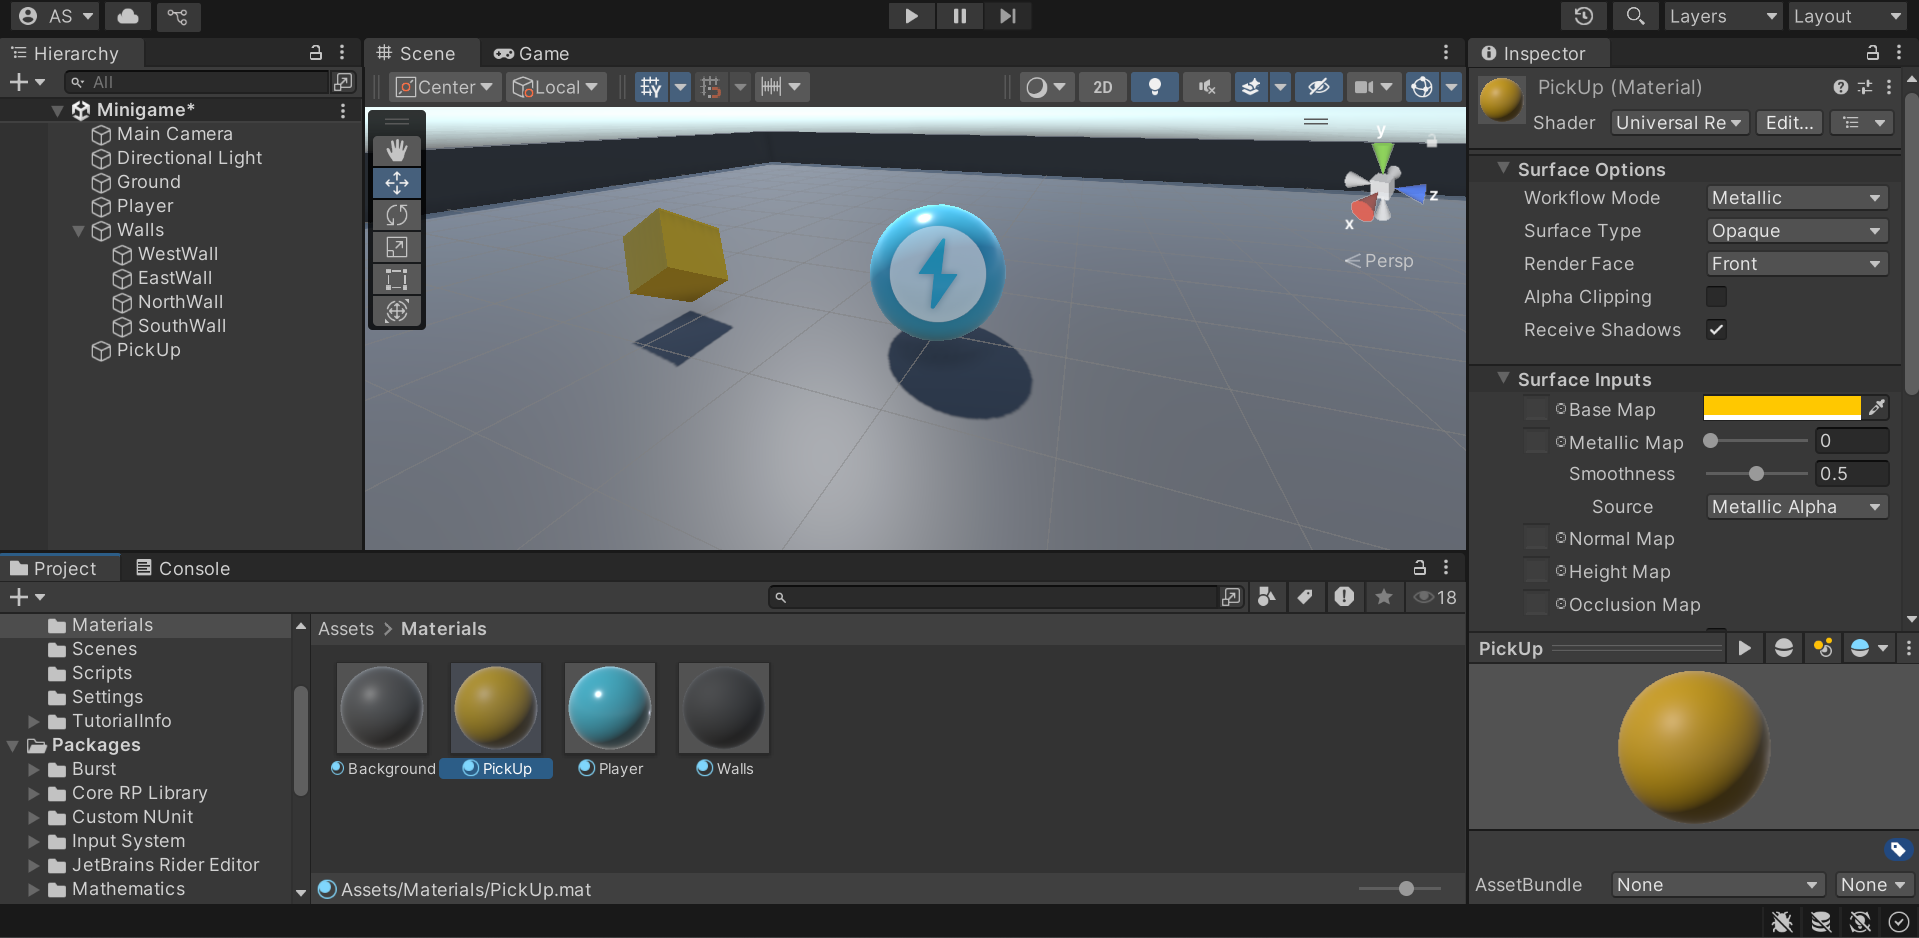 AS
Layers
Layout
Hierarchy
All
Minigame*
Main Camera
Directional Light
Ground
Player
Walls
WestWall
EastWall
NorthWall
SouthWall
PickUp
Scene
Game
Center
Local
2D
y
z
x
Persp
Inspector
PickUp (Material)
Shader
Universal Re
Edit...
Surface Options
Workflow Mode
Metallic
Surface Type
Opaque
Render Face
Front
Alpha Clipping
Receive Shadows
Surface Inputs
Base Map
Metallic Map
0
Smoothness
0.5
Source
Metallic Alpha
Normal Map
Height Map
Occlusion Map
Project
Console
18
Materials
Scenes
Scripts
Settings
TutorialInfo
Packages
Burst
Core RP Library
Custom NUnit
Input System
JetBrains Rider Editor
Mathematics
Assets > Materials
Background
PickUp
Player
Walls
Assets/Materials/PickUp.mat
PickUp
AssetBundle
None
None